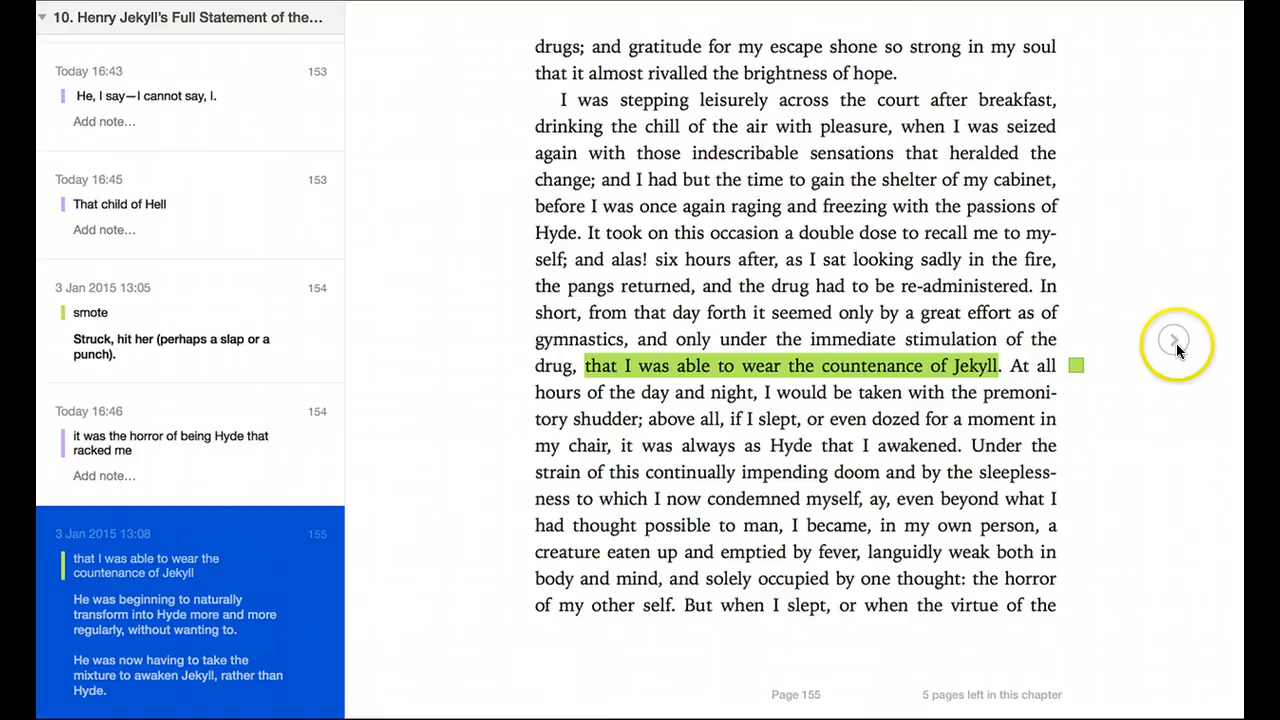 10. Henry Jekyll's Full Statement of the…
Today 16:43 153
He, I say—I cannot say, I.
Add note…
Today 16:45 153
That child of Hell
Add note…
3 Jan 2015 13:05 154
smote
Struck, hit her (perhaps a slap or a
punch).
Today 16:46 154
it was the horror of being Hyde that
racked me
Add note…
3 Jan 2015 13:08 155
that I was able to wear the
countenance of Jekyll
He was beginning to naturally
transform into Hyde more and more
regularly, without wanting to.
He was now having to take the
mixture to awaken Jekyll, rather than
Hyde.
drugs; and gratitude for my escape shone so strong in my soul
that it almost rivalled the brightness of hope.
I was stepping leisurely across the court after breakfast,
drinking the chill of the air with pleasure, when I was seized
again with those indescribable sensations that heralded the
change; and I had but the time to gain the shelter of my cabinet,
before I was once again raging and freezing with the passions of
Hyde. It took on this occasion a double dose to recall me to my-
self; and alas! six hours after, as I sat looking sadly in the fire,
the pangs returned, and the drug had to be re-administered. In
short, from that day forth it seemed only by a great effort as of
gymnastics, and only under the immediate stimulation of the
drug, that I was able to wear the countenance of Jekyll. At all
hours of the day and night, I would be taken with the premoni-
tory shudder; above all, if I slept, or even dozed for a moment in
my chair, it was always as Hyde that I awakened. Under the
strain of this continually impending doom and by the sleepless-
ness to which I now condemned myself, ay, even beyond what I
had thought possible to man, I became, in my own person, a
creature eaten up and emptied by fever, languidly weak both in
body and mind, and solely occupied by one thought: the horror
of my other self. But when I slept, or when the virtue of the
Page 155 5 pages left in this chapter